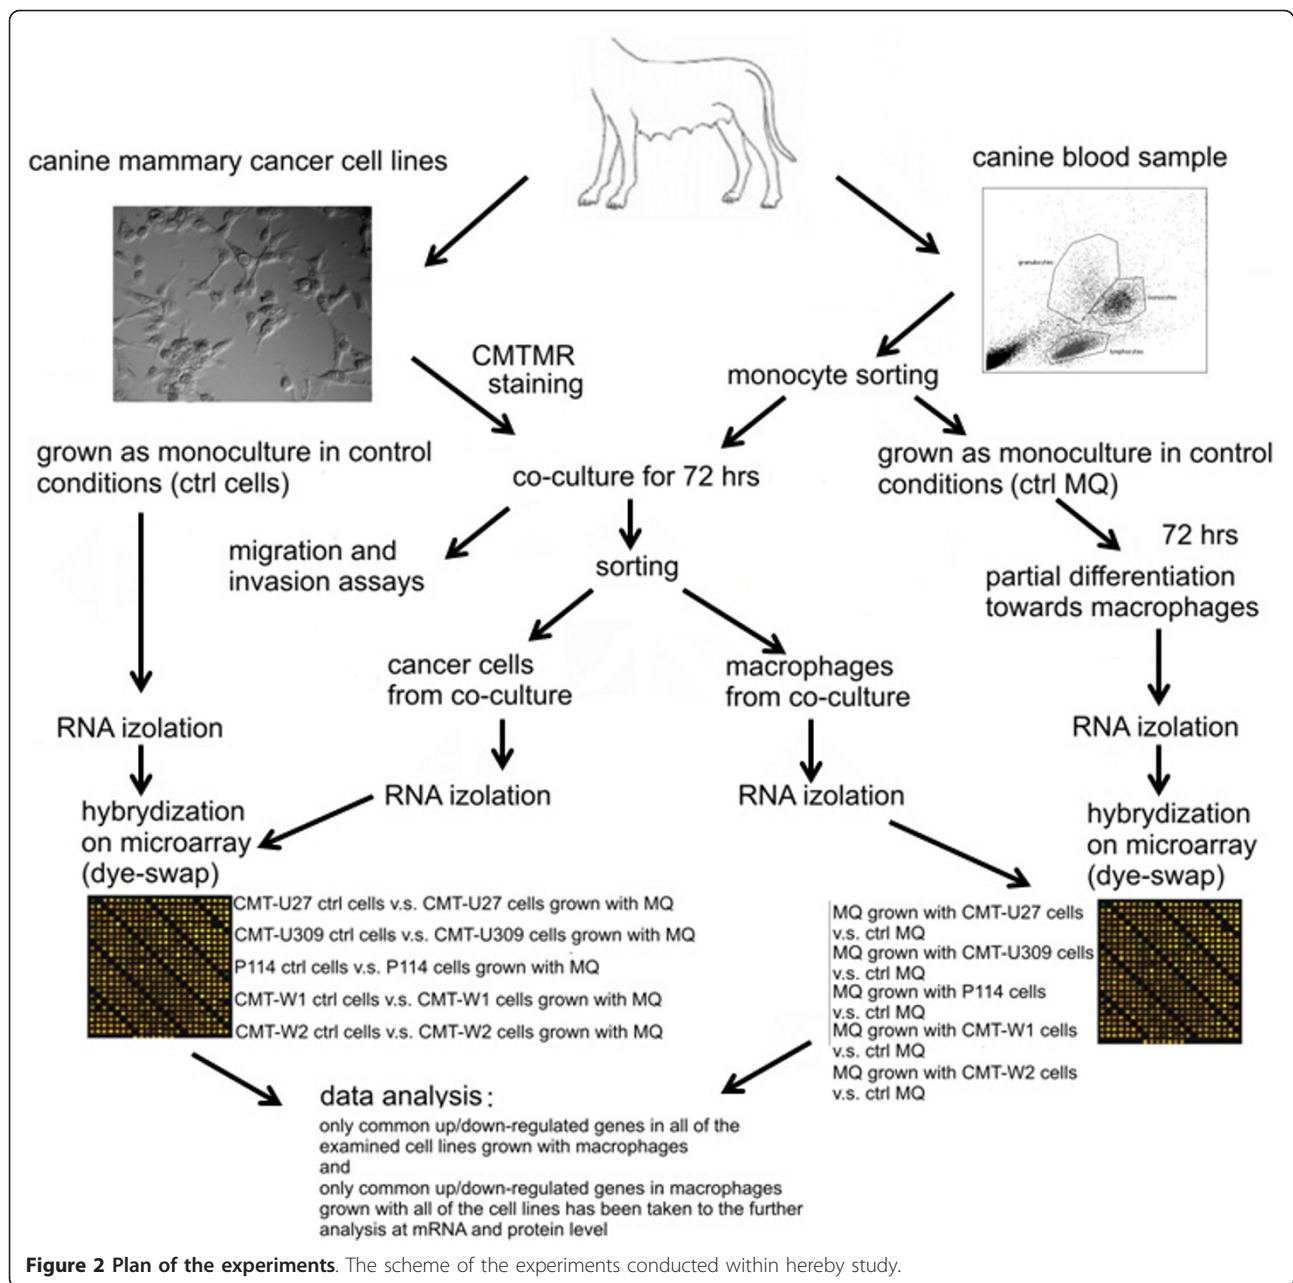 canine mammary cancer cell lines
canine blood sample
granulocytes
monocytes
lymphocytes
CMTMR
staining
monocyte sorting
grown as monoculture in control
conditions (ctrl cells)
co-culture for 72 hrs
grown as monoculture in control
conditions (ctrl MQ)
migration and
invasion assays
sorting
72 hrs
partial differentiation
towards macrophages
cancer cells
from co-culture
macrophages
from co-culture
RNA izolation
RNA izolation
RNA izolation
RNA izolation
hybrydization
on microarray
(dye-swap)
hybrydization
on microarray
(dye-swap)
CMT-U27 ctrl cells v.s. CMT-U27 cells grown with MQ
CMT-U309 ctrl cells v.s. CMT-U309 cells grown with MQ
P114 ctrl cells v.s. P114 cells grown with MQ
CMT-W1 ctrl cells v.s. CMT-W1 cells grown with MQ
CMT-W2 ctrl cells v.s. CMT-W2 cells grown with MQ
MQ grown with CMT-U27 cells
v.s. ctrl MQ
MQ grown with CMT-U309 cells
v.s. ctrl MQ
MQ grown with P114 cells
v.s. ctrl MQ
MQ grown with CMT-W1 cells
v.s. ctrl MQ
MQ grown with CMT-W2 cells
v.s. ctrl MQ
data analysis:
only common up/down-regulated genes in all of the
examined cell lines grown with macrophages
and
only common up/down-regulated genes in macrophages
grown with all of the cell lines has been taken to the further
analysis at mRNA and protein level
Figure 2 Plan of the experiments. The scheme of the experiments conducted within hereby study.